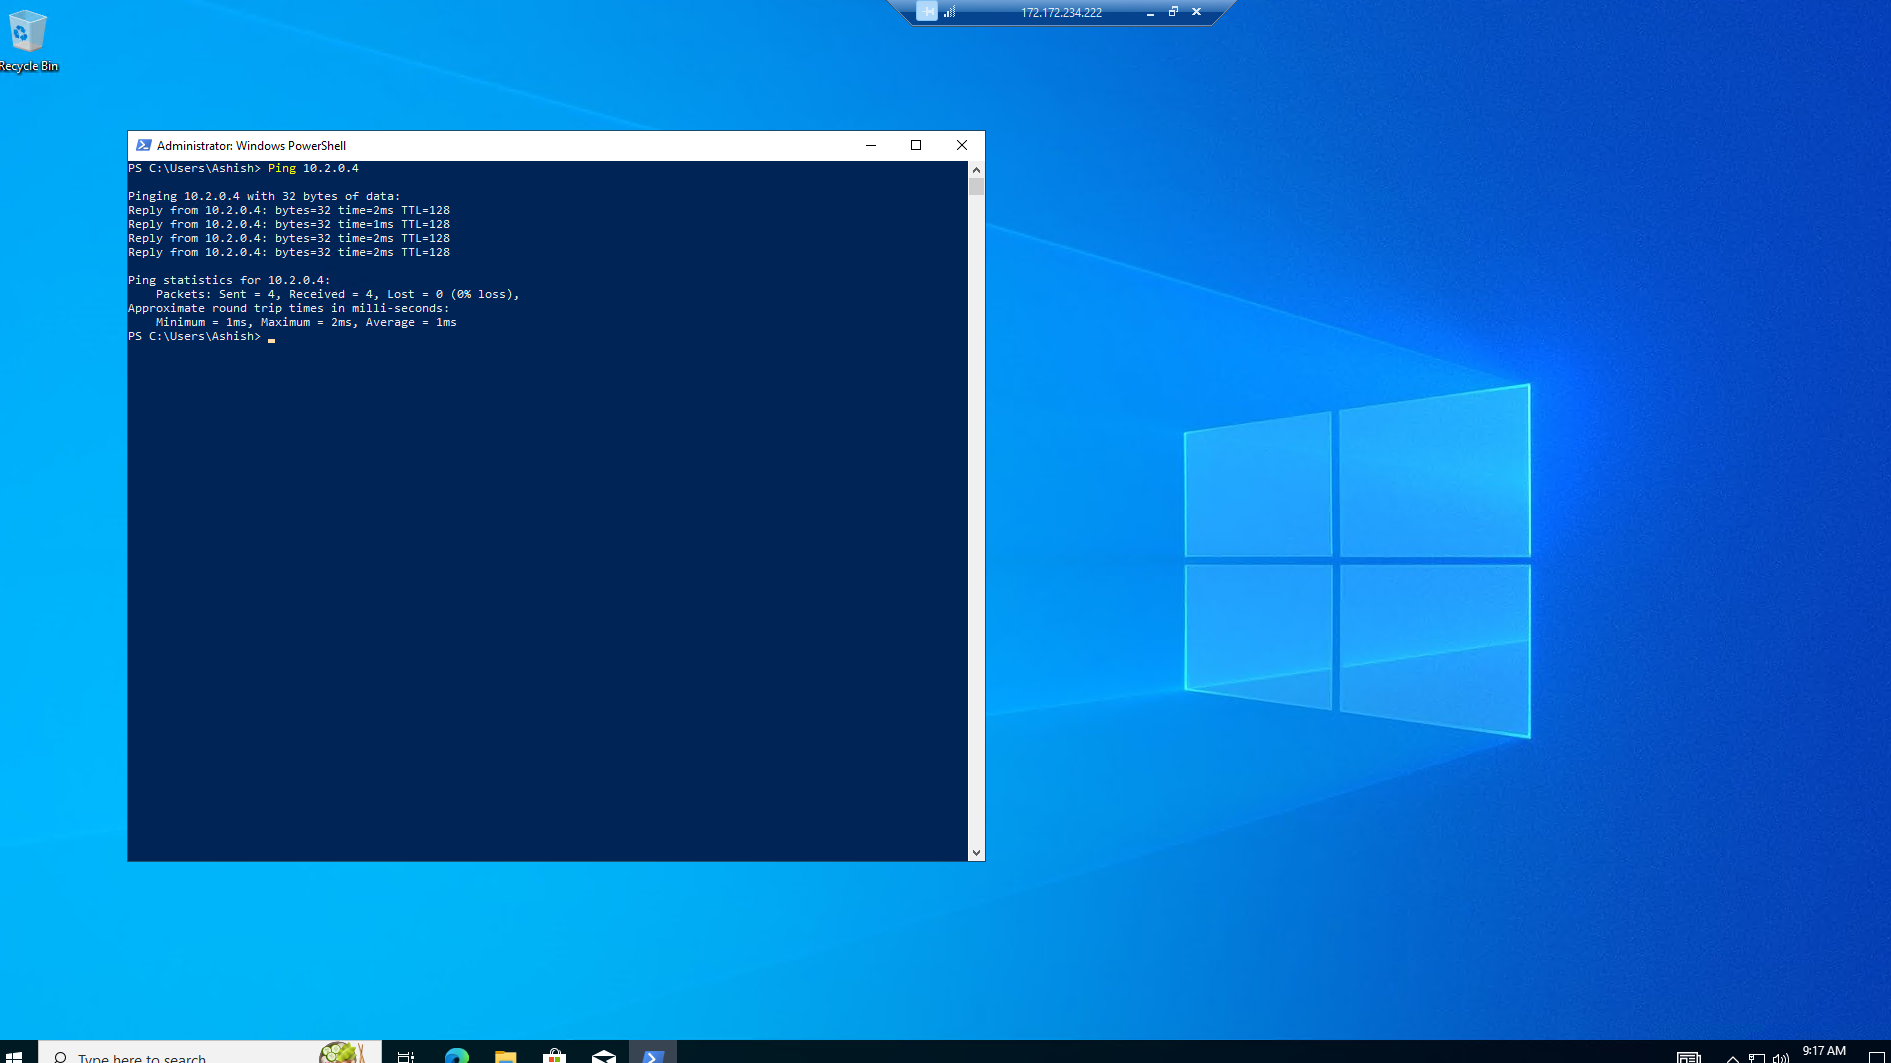 172.172.234.222
Recycle Bin
Administrator: Windows PowerShell
PS C:\Users\Ashish> Ping 10.2.0.4
Pinging 10.2.0.4 with 32 bytes of data:
Reply from 10.2.0.4: bytes=32 time=2ms TTL=128
Reply from 10.2.0.4: bytes=32 time=1ms TTL=128
Reply from 10.2.0.4: bytes=32 time=2ms TTL=128
Reply from 10.2.0.4: bytes=32 time=2ms TTL=128
Ping statistics for 10.2.0.4:
Packets: Sent = 4, Received = 4, Lost = 0 (0% loss),
Approximate round trip times in milli-seconds:
Minimum = 1ms, Maximum = 2ms, Average = 1ms
PS C:\Users\Ashish>
Type here to search
9:17 AM